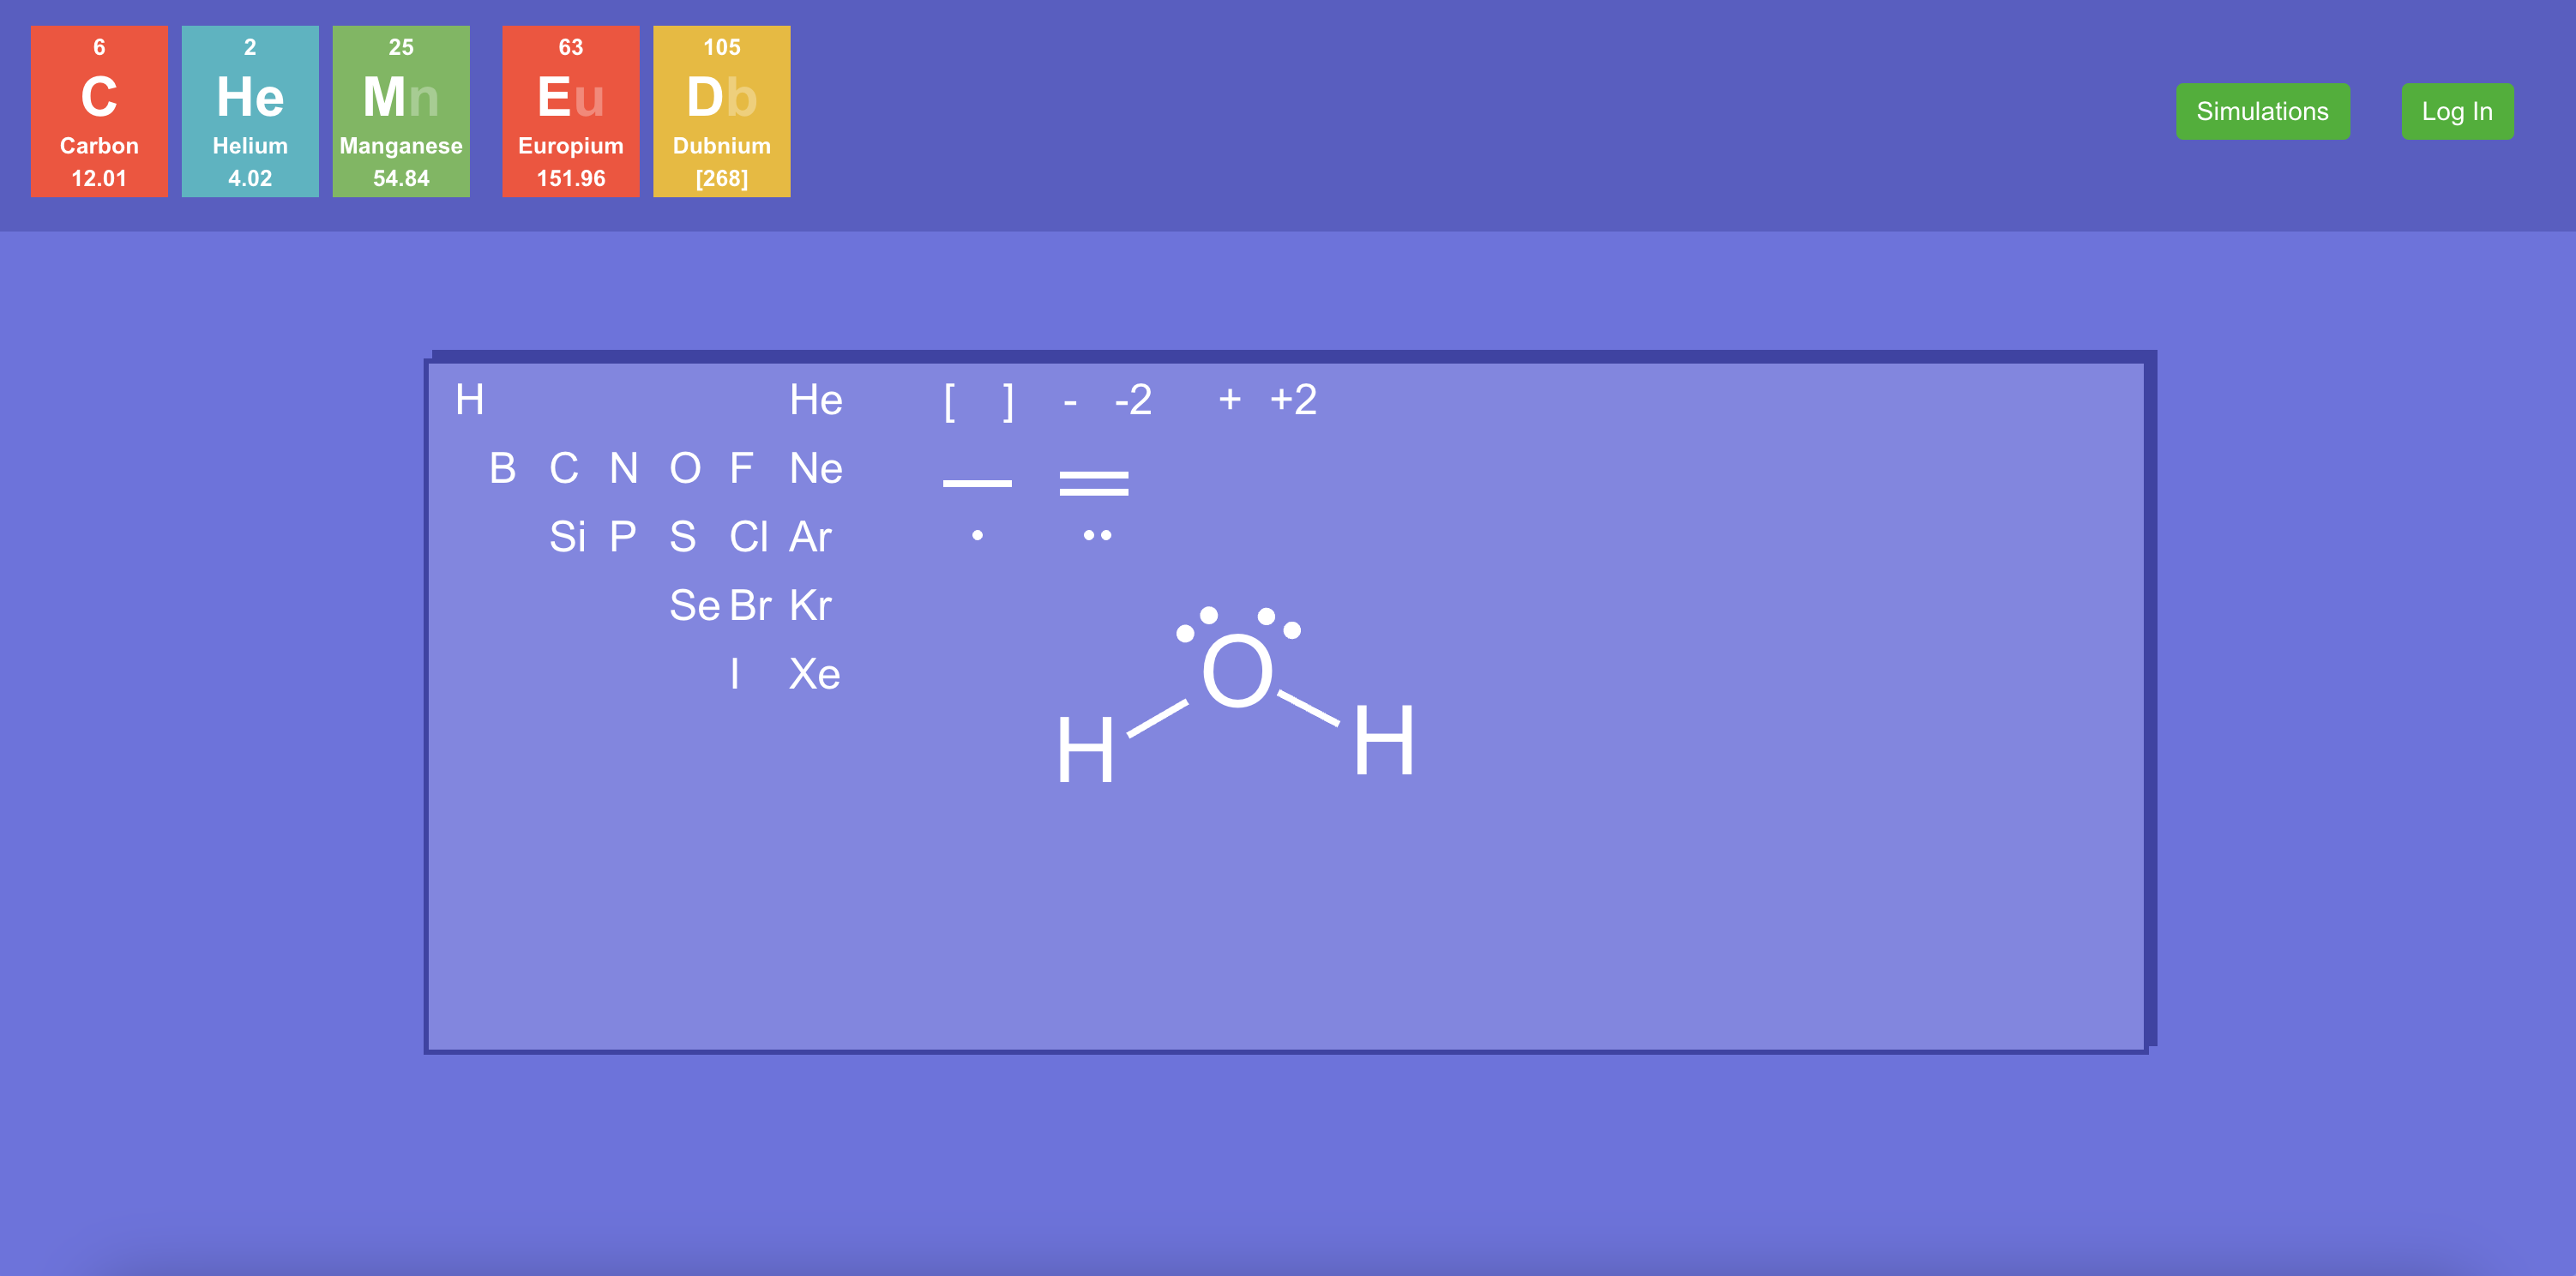 6 2 25 63 105
C He Mn Eu Db
Carbon Helium Manganese Europium Dubnium
12.01 4.02 54.84 151.96 [268]
Simulations Log In
H He [ ] - -2 + +2
B C N O F Ne
Si P S Cl Ar
Se Br Kr
I Xe
O
H H